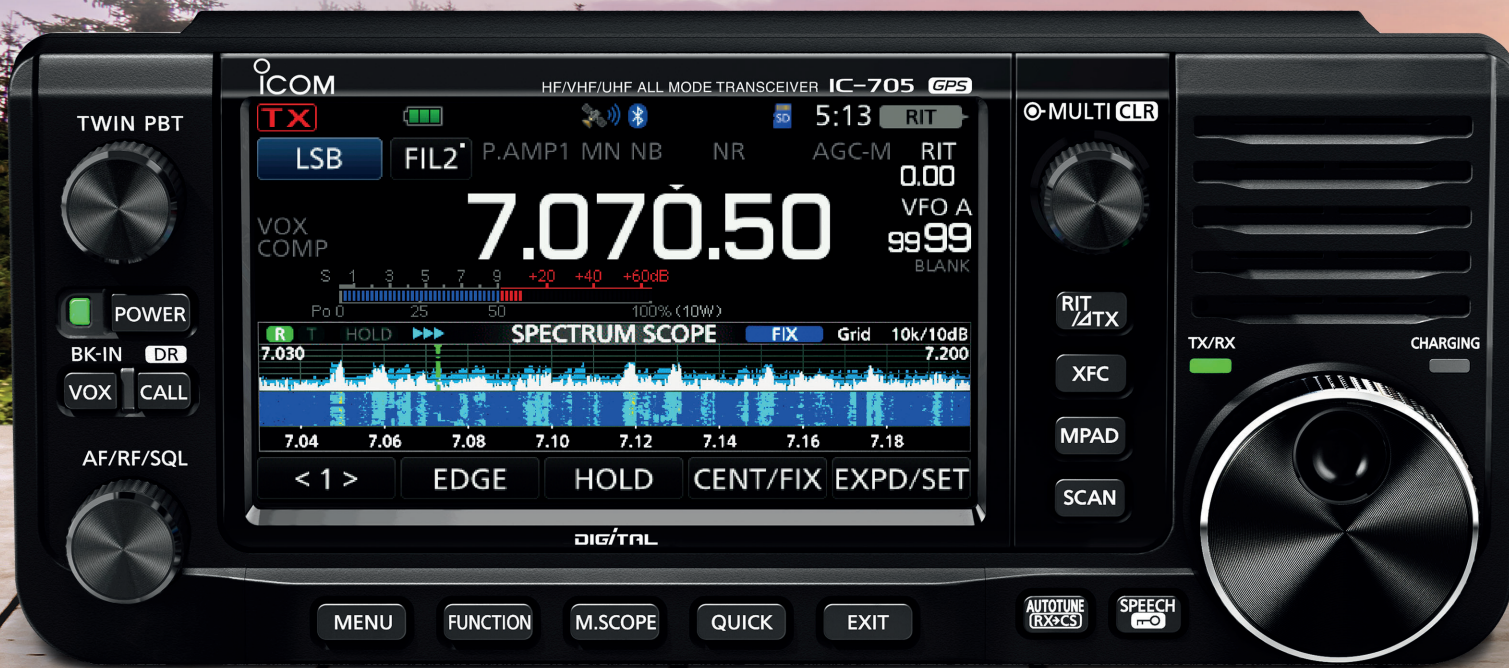 ICOM
HF/VHF/UHF ALL MODE TRANSCEIVER IC-705 GPS
TWIN PBT
POWER
BK-IN DR
VOX CALL
AF/RF/SQL
TX SD 5:13 RIT
LSB FIL2 P.AMP1 MN NB NR AGC-M RIT
0.00
7.070.50
VFO A
VOX
COMP
99 99
BLANK
S 1 3 5 7 9 +20 +40 +60dB
Po 0 25 50 100% (10W)
R T HOLD SPECTRUM SCOPE FIX Grid 10k/10dB
7.030 7.200
7.04 7.06 7.08 7.10 7.12 7.14 7.16 7.18
< 1 > EDGE HOLD CENT/FIX EXPD/SET
DIGITAL
MENU FUNCTION M.SCOPE QUICK EXIT
MULTI CLR
RIT
/⊿TX
XFC
MPAD
SCAN
TX/RX CHARGING
AUTOTUNE
(RX→CS)
SPEECH